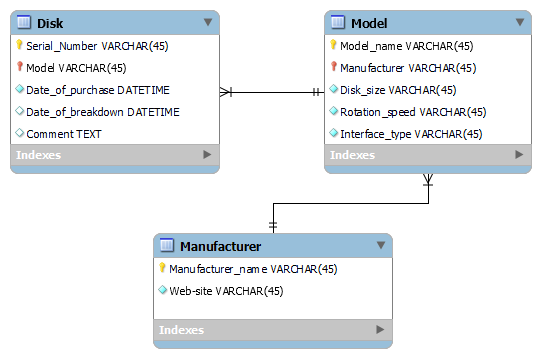 Disk
Serial_Number VARCHAR(45)
Model VARCHAR(45)
Date_of_purchase DATETIME
Date_of_breakdown DATETIME
Comment TEXT
Indexes
Model
Model_name VARCHAR(45)
Manufacturer VARCHAR(45)
Disk_size VARCHAR(45)
Rotation_speed VARCHAR(45)
Interface_type VARCHAR(45)
Indexes
Manufacturer
Manufacturer_name VARCHAR(45)
Web-site VARCHAR(45)
Indexes